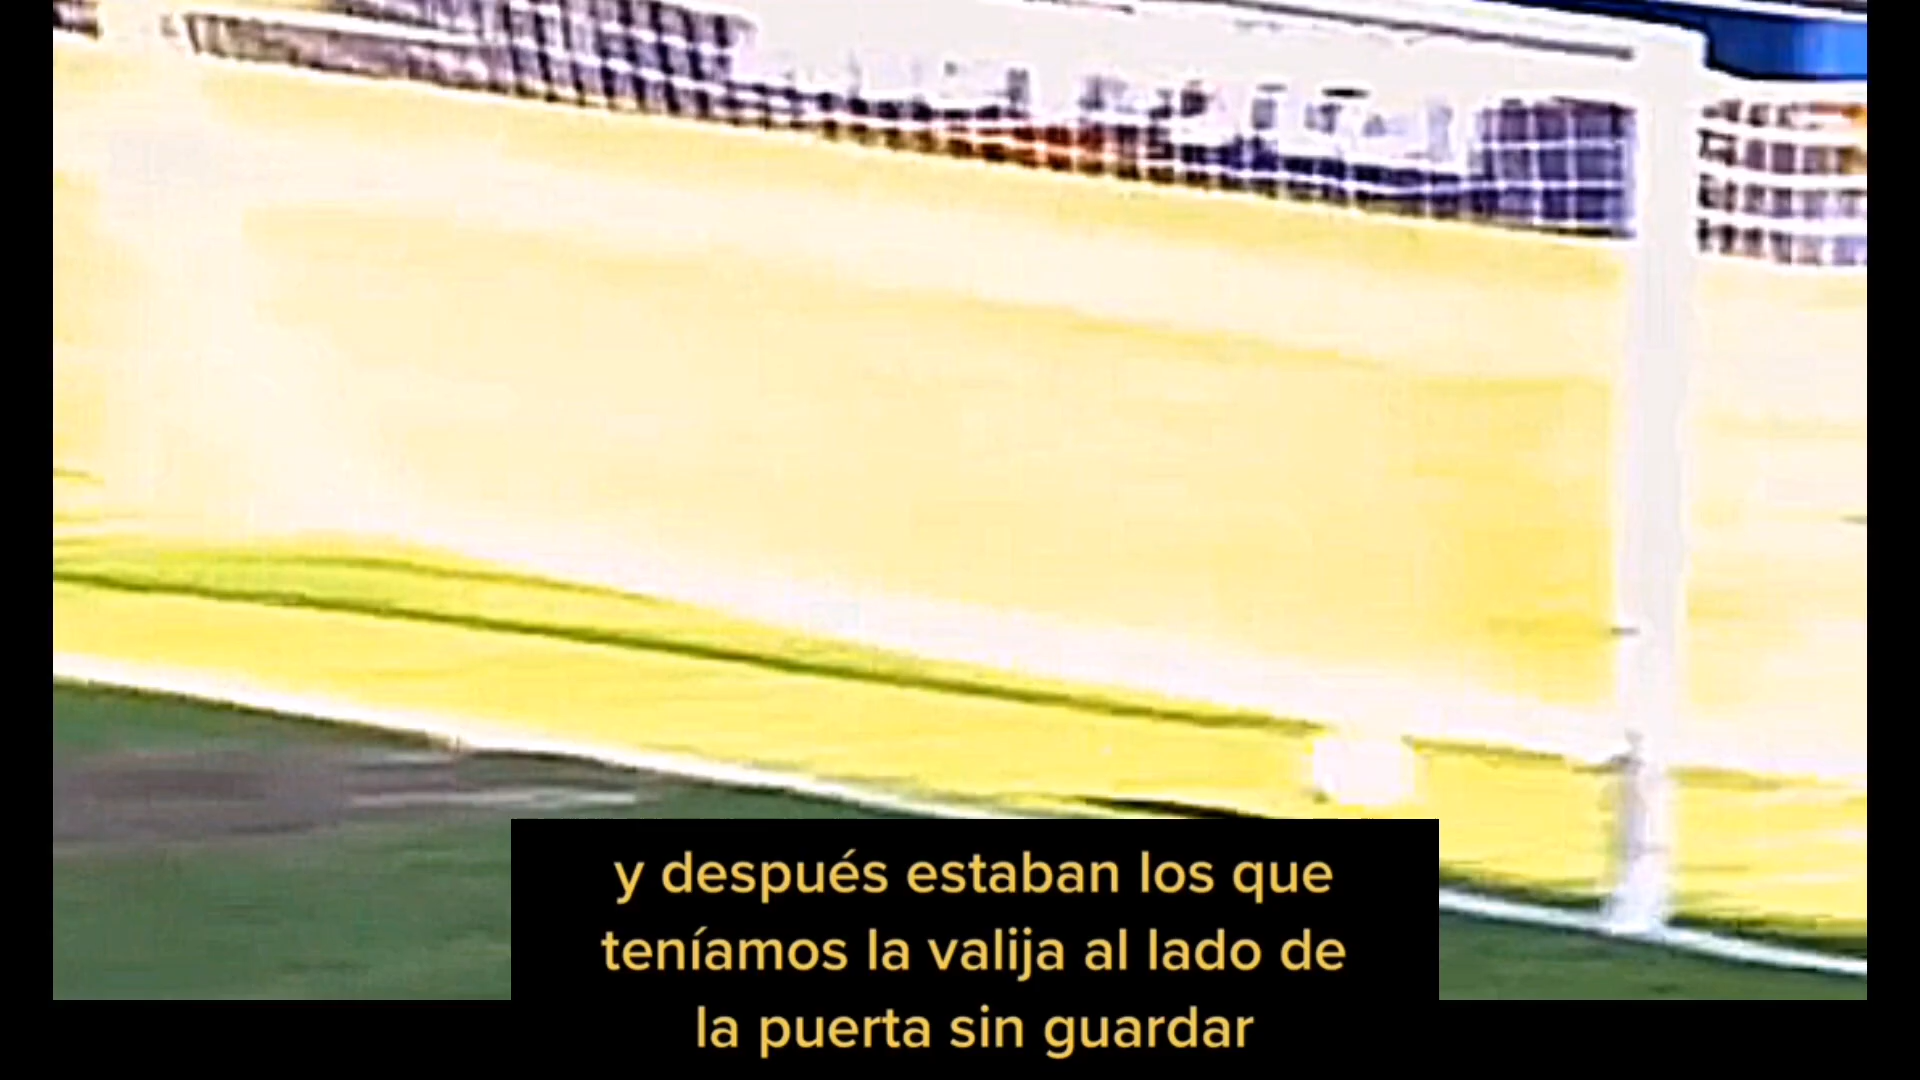 y después estaban los que
teníamos la valija al lado de
la puerta sin guardar